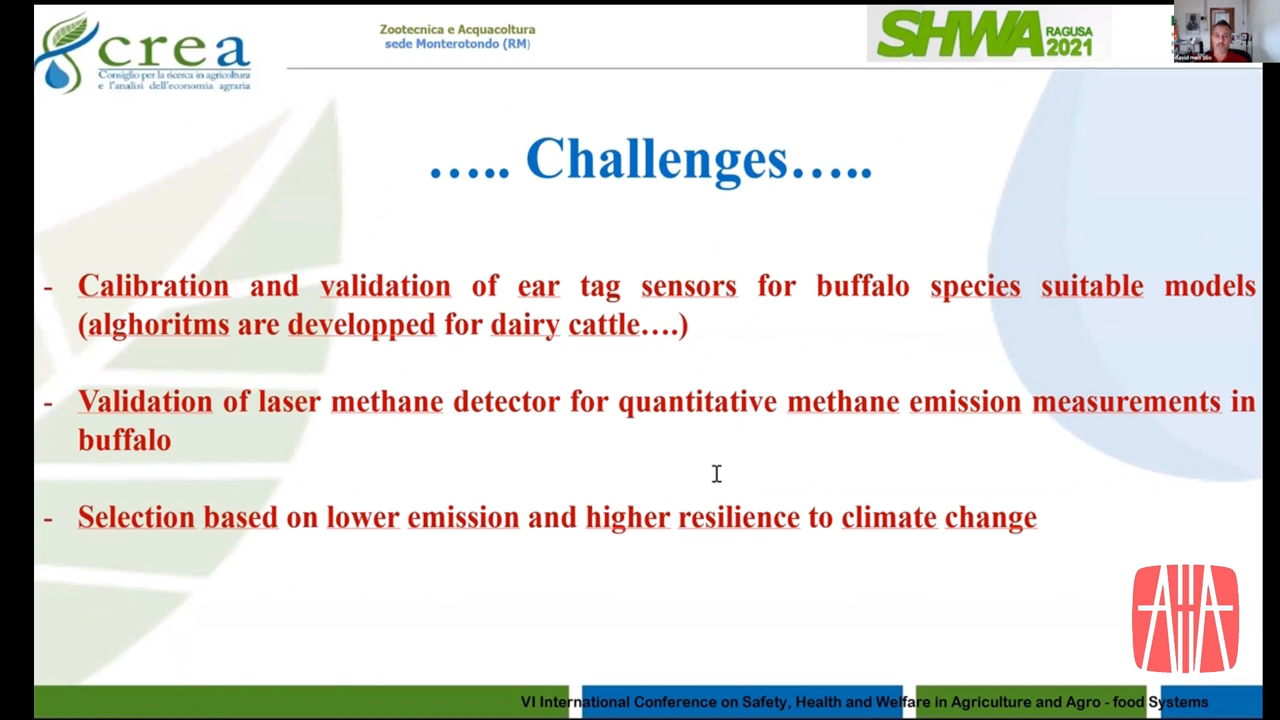 crea
Consiglio per la ricerca in agricoltura
e l'analisi dell'economia agraria
Zootecnica e Acquacoltura
sede Monterotondo (RM)
SHWA RAGUSA
2021
david meo zilio
….. Challenges…..
- Calibration and validation of ear tag sensors for buffalo species suitable models
(alghoritms are developped for dairy cattle….)
- Validation of laser methane detector for quantitative methane emission measurements in
buffalo
- Selection based on lower emission and higher resilience to climate change
VI International Conference on Safety, Health and Welfare in Agriculture and Agro - food Systems